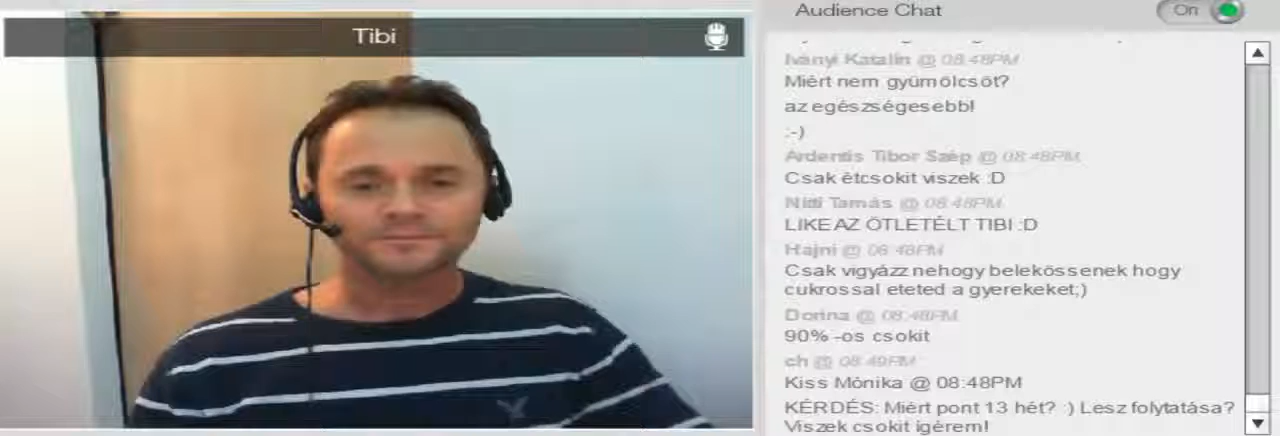 Tibi
Audience Chat
On
Iványi Katalin @ 08:48PM
Miért nem gyümölcsöt?
az egészségesebb!
:-)
Ardentis Tibor Szép @ 08:48PM
Csak étcsokit viszek :D
Nitti Tamás @ 08:48PM
LIKE AZ ÖTLETÉLT TIBI :D
Hajni @ 08:48PM
Csak vigyázz nehogy belekössenek hogy
cukrossal eteted a gyerekeket;)
Dorina @ 08:48PM
90% -os csokit
ch @ 08:49PM
Kiss Mónika @ 08:48PM
KÉRDÉS: Miért pont 13 hét? :) Lesz folytatása?
Viszek csokit igérem!